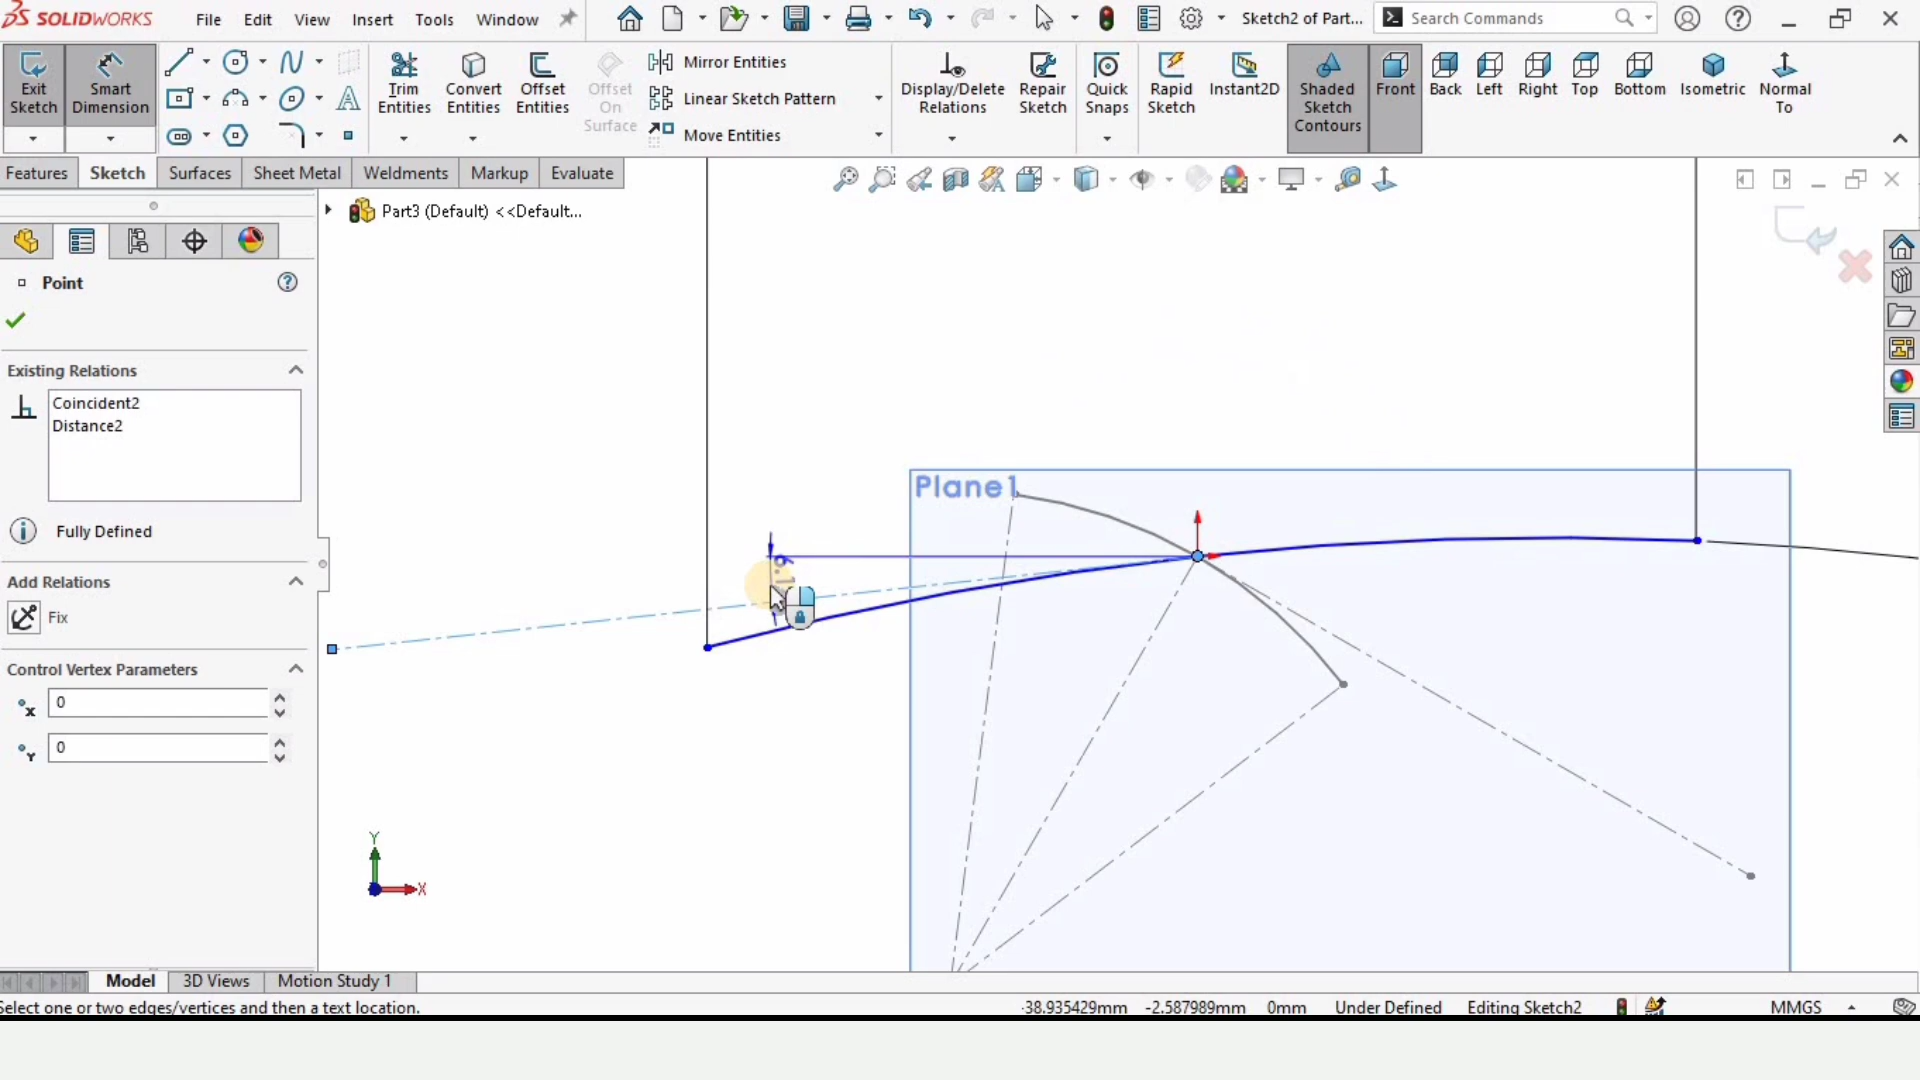 SOLIDWORKS File Edit View Insert Tools Window Sketch2 of Part... Search Commands
Exit Sketch
Smart Dimension
Trim Entities
Convert Entities
Offset Entities
Offset On Surface
Mirror Entities
Linear Sketch Pattern
Move Entities
Display/Delete Relations
Repair Sketch
Quick Snaps
Rapid Sketch
Instant2D
Shaded Sketch Contours
Front
Back
Left
Right
Top
Bottom
Isometric
Normal To
Features Sketch Surfaces Sheet Metal Weldments Markup Evaluate
Part3 (Default) <<Default...
Point
Existing Relations
Coincident2
Distance2
Fully Defined
Add Relations
Fix
Control Vertex Parameters
X 0
Y 0
Plane1
Y
X
Model 3D Views Motion Study 1
Select one or two edges/vertices and then a text location. -38.935429mm -2.587989mm 0mm Under Defined Editing Sketch2 MMGS